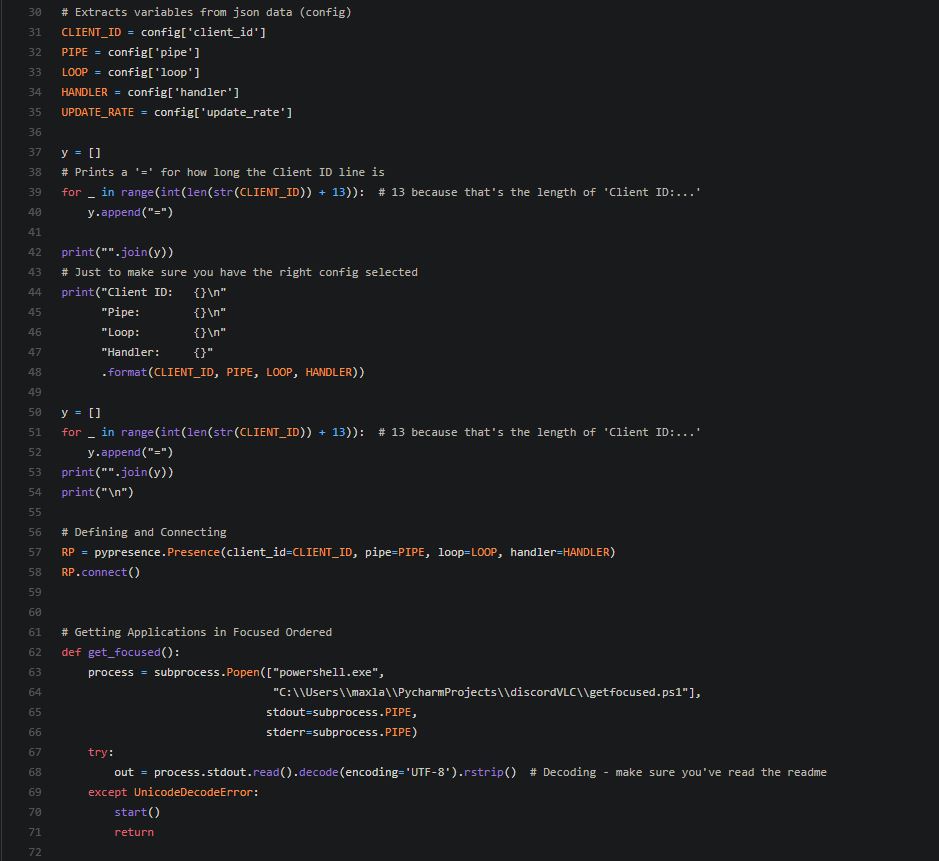 30 # Extracts variables from json data (config)
31 CLIENT_ID = config['client_id']
32 PIPE = config['pipe']
33 LOOP = config['loop']
34 HANDLER = config['handler']
35 UPDATE_RATE = config['update_rate']
36
37 y = []
38 # Prints a '=' for how long the Client ID line is
39 for _ in range(int(len(str(CLIENT_ID)) + 13)):  # 13 because that's the length of 'Client ID:...'
40     y.append("=")
41
42 print("".join(y))
43 # Just to make sure you have the right config selected
44 print("Client ID:   {}\n"
45       "Pipe:        {}\n"
46       "Loop:        {}\n"
47       "Handler:     {}"
48       .format(CLIENT_ID, PIPE, LOOP, HANDLER))
49
50 y = []
51 for _ in range(int(len(str(CLIENT_ID)) + 13)):  # 13 because that's the length of 'Client ID:...'
52     y.append("=")
53 print("".join(y))
54 print("\n")
55
56 # Defining and Connecting
57 RP = pypresence.Presence(client_id=CLIENT_ID, pipe=PIPE, loop=LOOP, handler=HANDLER)
58 RP.connect()
59
60
61 # Getting Applications in Focused Ordered
62 def get_focused():
63     process = subprocess.Popen(["powershell.exe",
64                                 "C:\\Users\\maxla\\PycharmProjects\\discordVLC\\getfocused.ps1"],
65                                stdout=subprocess.PIPE,
66                                stderr=subprocess.PIPE)
67     try:
68         out = process.stdout.read().decode(encoding='UTF-8').rstrip()  # Decoding - make sure you've read the readme
69     except UnicodeDecodeError:
70         start()
71         return
72